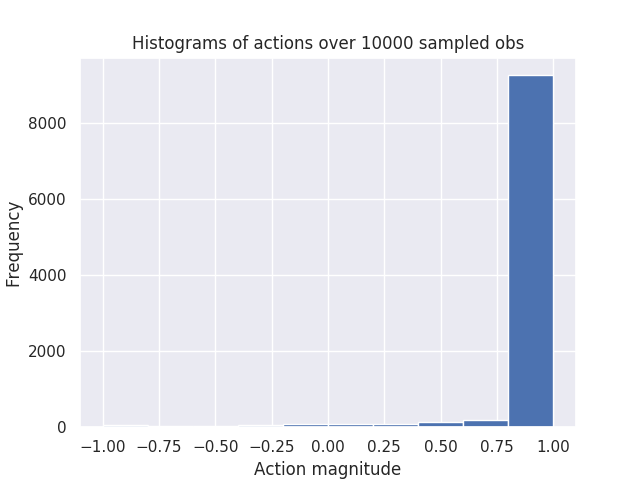 Histograms of actions over 10000 sampled obs
8000
6000
4000
2000
0
Frequency
−1.00 −0.75 −0.50 −0.25 0.00 0.25 0.50 0.75 1.00
Action magnitude